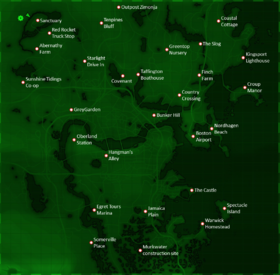 Outpost Zimonja
Sanctuary
Tenpines
Bluff
Coastal
Cottage
Red Rocket
Truck Stop
Abernathy
Farm
Greentop
Nursery
The Slog
Kingsport
Lighthouse
Starlight
Drive In
Covenant
Taffington
Boathouse
Finch
Farm
Sunshine Tidings
Co-op
Croup
Manor
Country
Crossing
GreyGarden
Bunker Hill
Nordhagen
Beach
Boston
Airport
Oberland
Station
Hangman's
Alley
The Castle
Spectacle
Island
Egret Tours
Marina
Jamaica
Plain
Warwick
Homestead
Somerville
Place
Murkwater
construction site